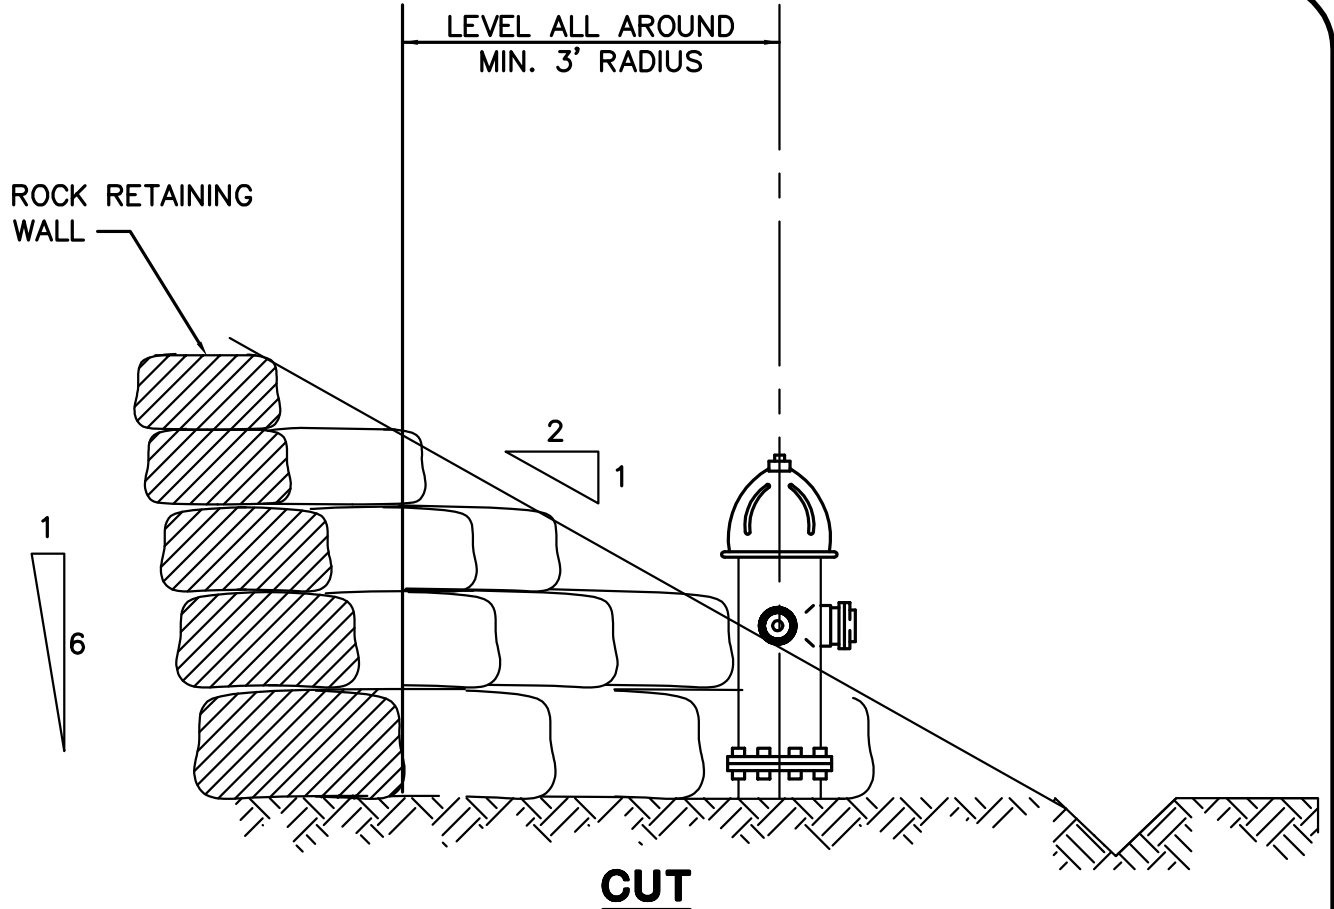 LEVEL ALL AROUND
MIN. 3' RADIUS
ROCK RETAINING
WALL
2
1
1
6
CUT